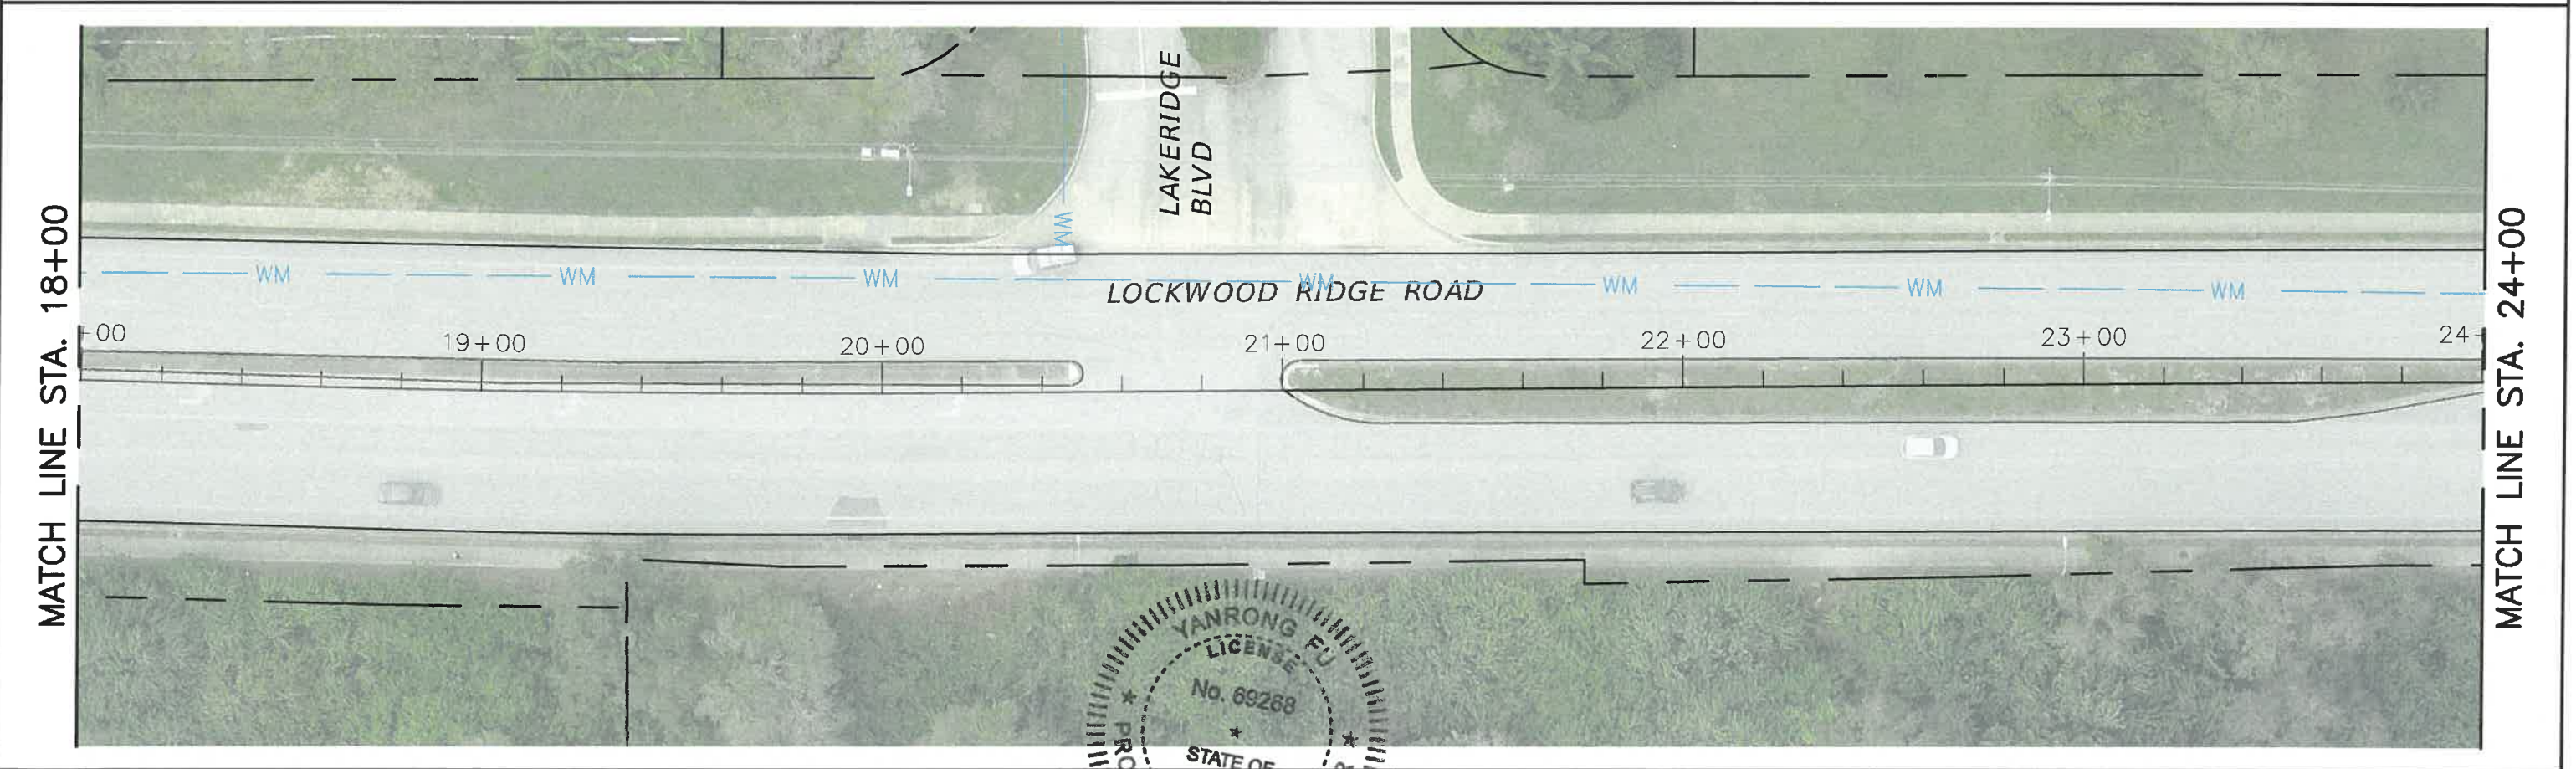 MATCH LINE STA. 18+00
LAKERIDGE
BLVD
WM
WM
WM
WM
WM
WM
WM
WM
LOCKWOOD RIDGE ROAD
+00
19+00
20+00
21+00
22+00
23+00
24+
MATCH LINE STA. 24+00
YANRONG FU
LICENSE
No. 69268
STATE OF